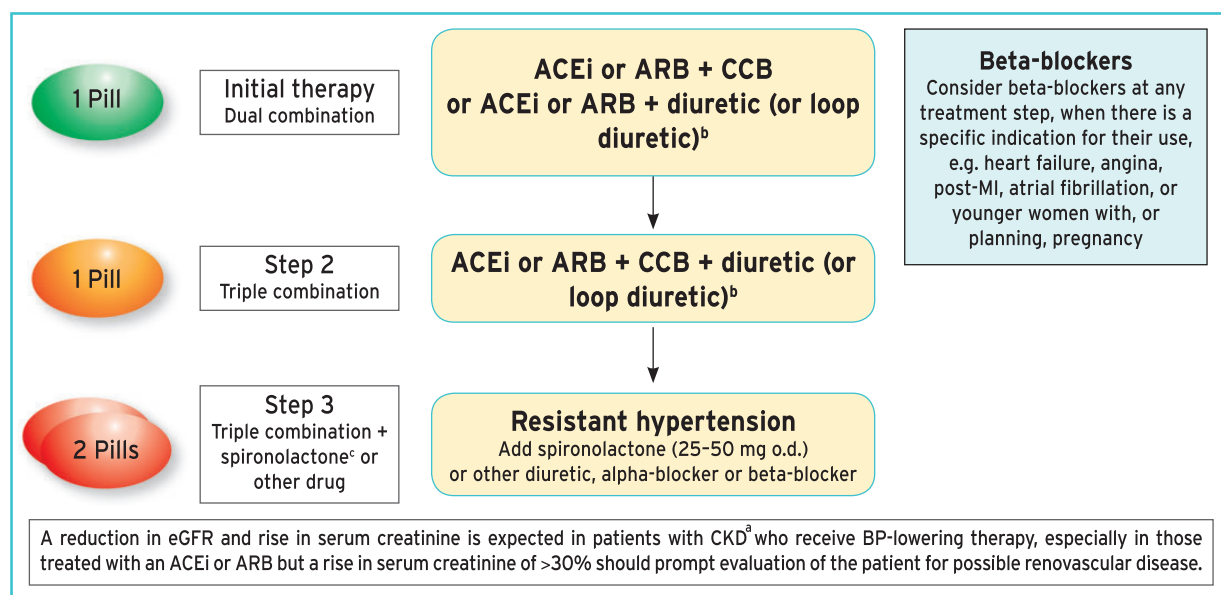 1 Pill
Initial therapy
Dual combination
ACEi or ARB + CCB
or ACEi or ARB + diuretic (or loop
diuretic)b
Beta-blockers
Consider beta-blockers at any
treatment step, when there is a
specific indication for their use,
e.g. heart failure, angina,
post-MI, atrial fibrillation, or
younger women with, or
planning, pregnancy
1 Pill
Step 2
Triple combination
ACEi or ARB + CCB + diuretic (or
loop diuretic)b
2 Pills
Step 3
Triple combination +
spironolactonec or
other drug
Resistant hypertension
Add spironolactone (25–50 mg o.d.)
or other diuretic, alpha-blocker or beta-blocker
A reduction in eGFR and rise in serum creatinine is expected in patients with CKDa who receive BP-lowering therapy, especially in those
treated with an ACEi or ARB but a rise in serum creatinine of >30% should prompt evaluation of the patient for possible renovascular disease.